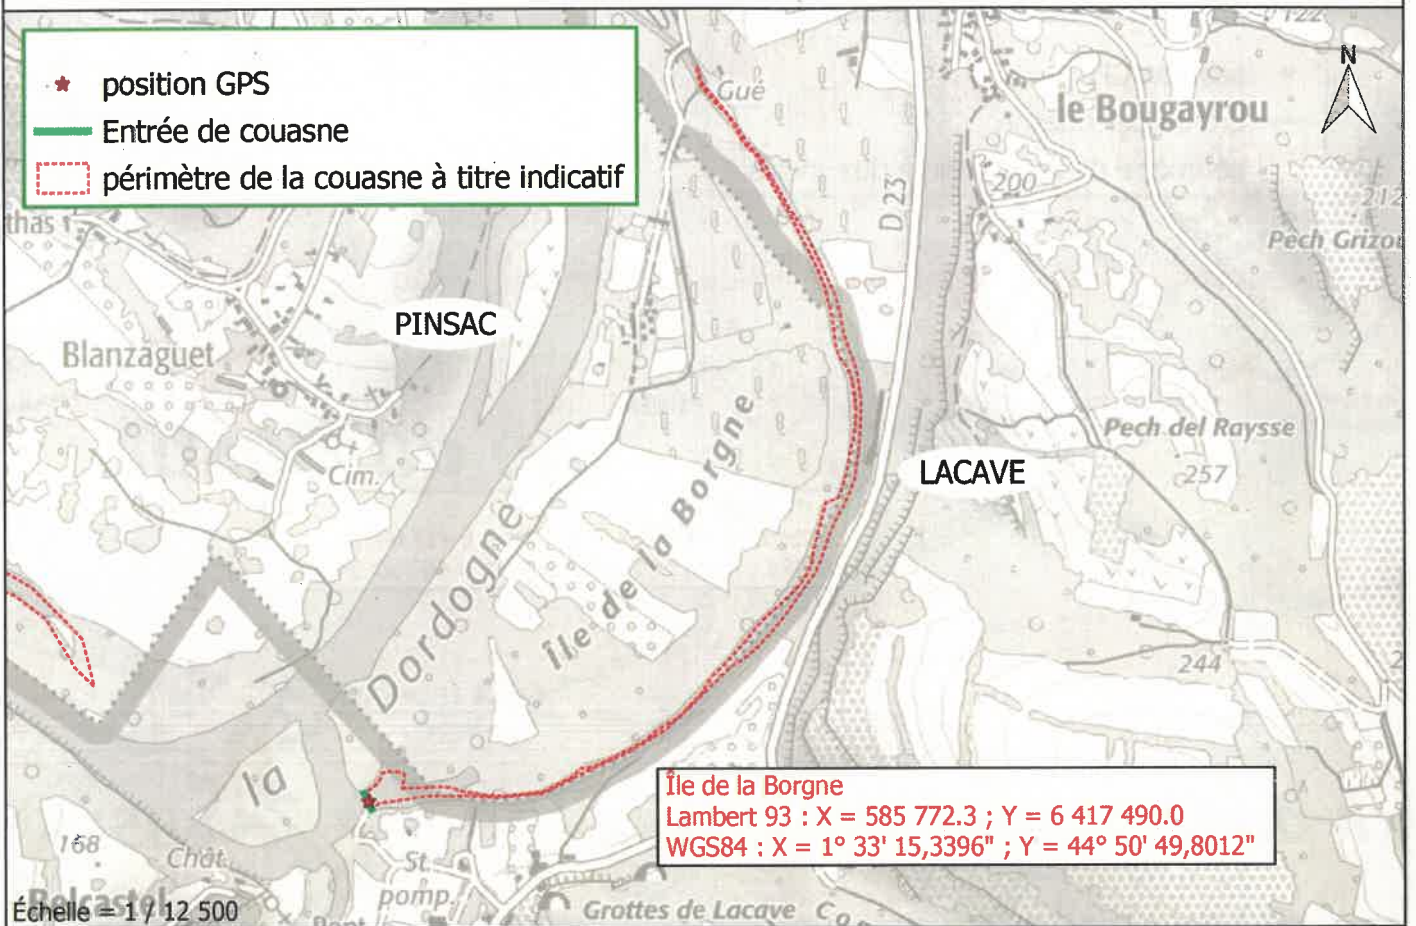 position GPS
Entrée de couasne
périmètre de la couasne à titre indicatif
122
N
Gué
le Bougayrou
200
D 23
212
Pech Grizou
thas
PINSAC
Blanzaguet
Cim.
Pech del Raysse
257
LACAVE
Île de la Borgne
la Dordogne
244
2
Île de la Borgne
Lambert 93 : X = 585 772.3 ; Y = 6 417 490.0
WGS84 : X = 1° 33' 15,3396" ; Y = 44° 50' 49,8012"
168
Chât.
St
pomp.
Belcastel
Échelle = 1 / 12 500
Grottes de Lacave